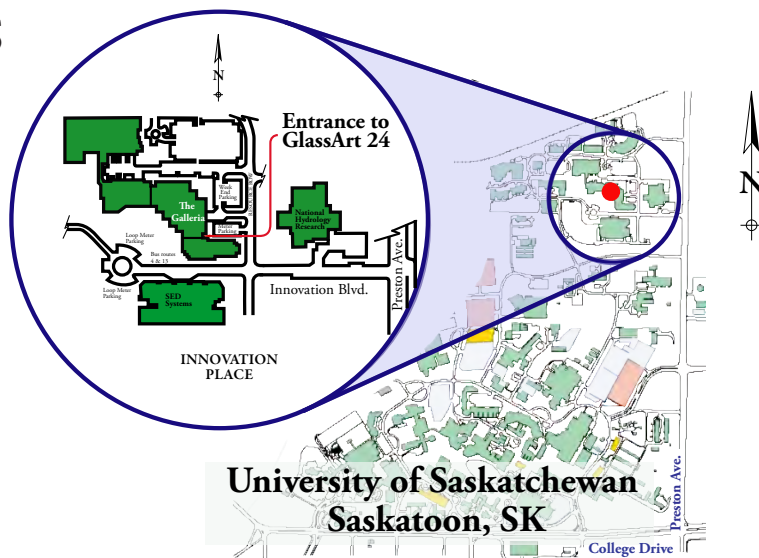 S
N
Entrance to
GlassArt 24
Week
End
Parking
The
Galleria
National
Hydrology
Research
Meter
Parking
Loop Meter
Parking
Bus routes
4 & 13
Loop Meter
Parking
SED
Systems
Innovation Blvd.
Preston Ave.
INNOVATION
PLACE
N
University of Saskatchewan
Saskatoon, SK
Preston Ave.
College Drive